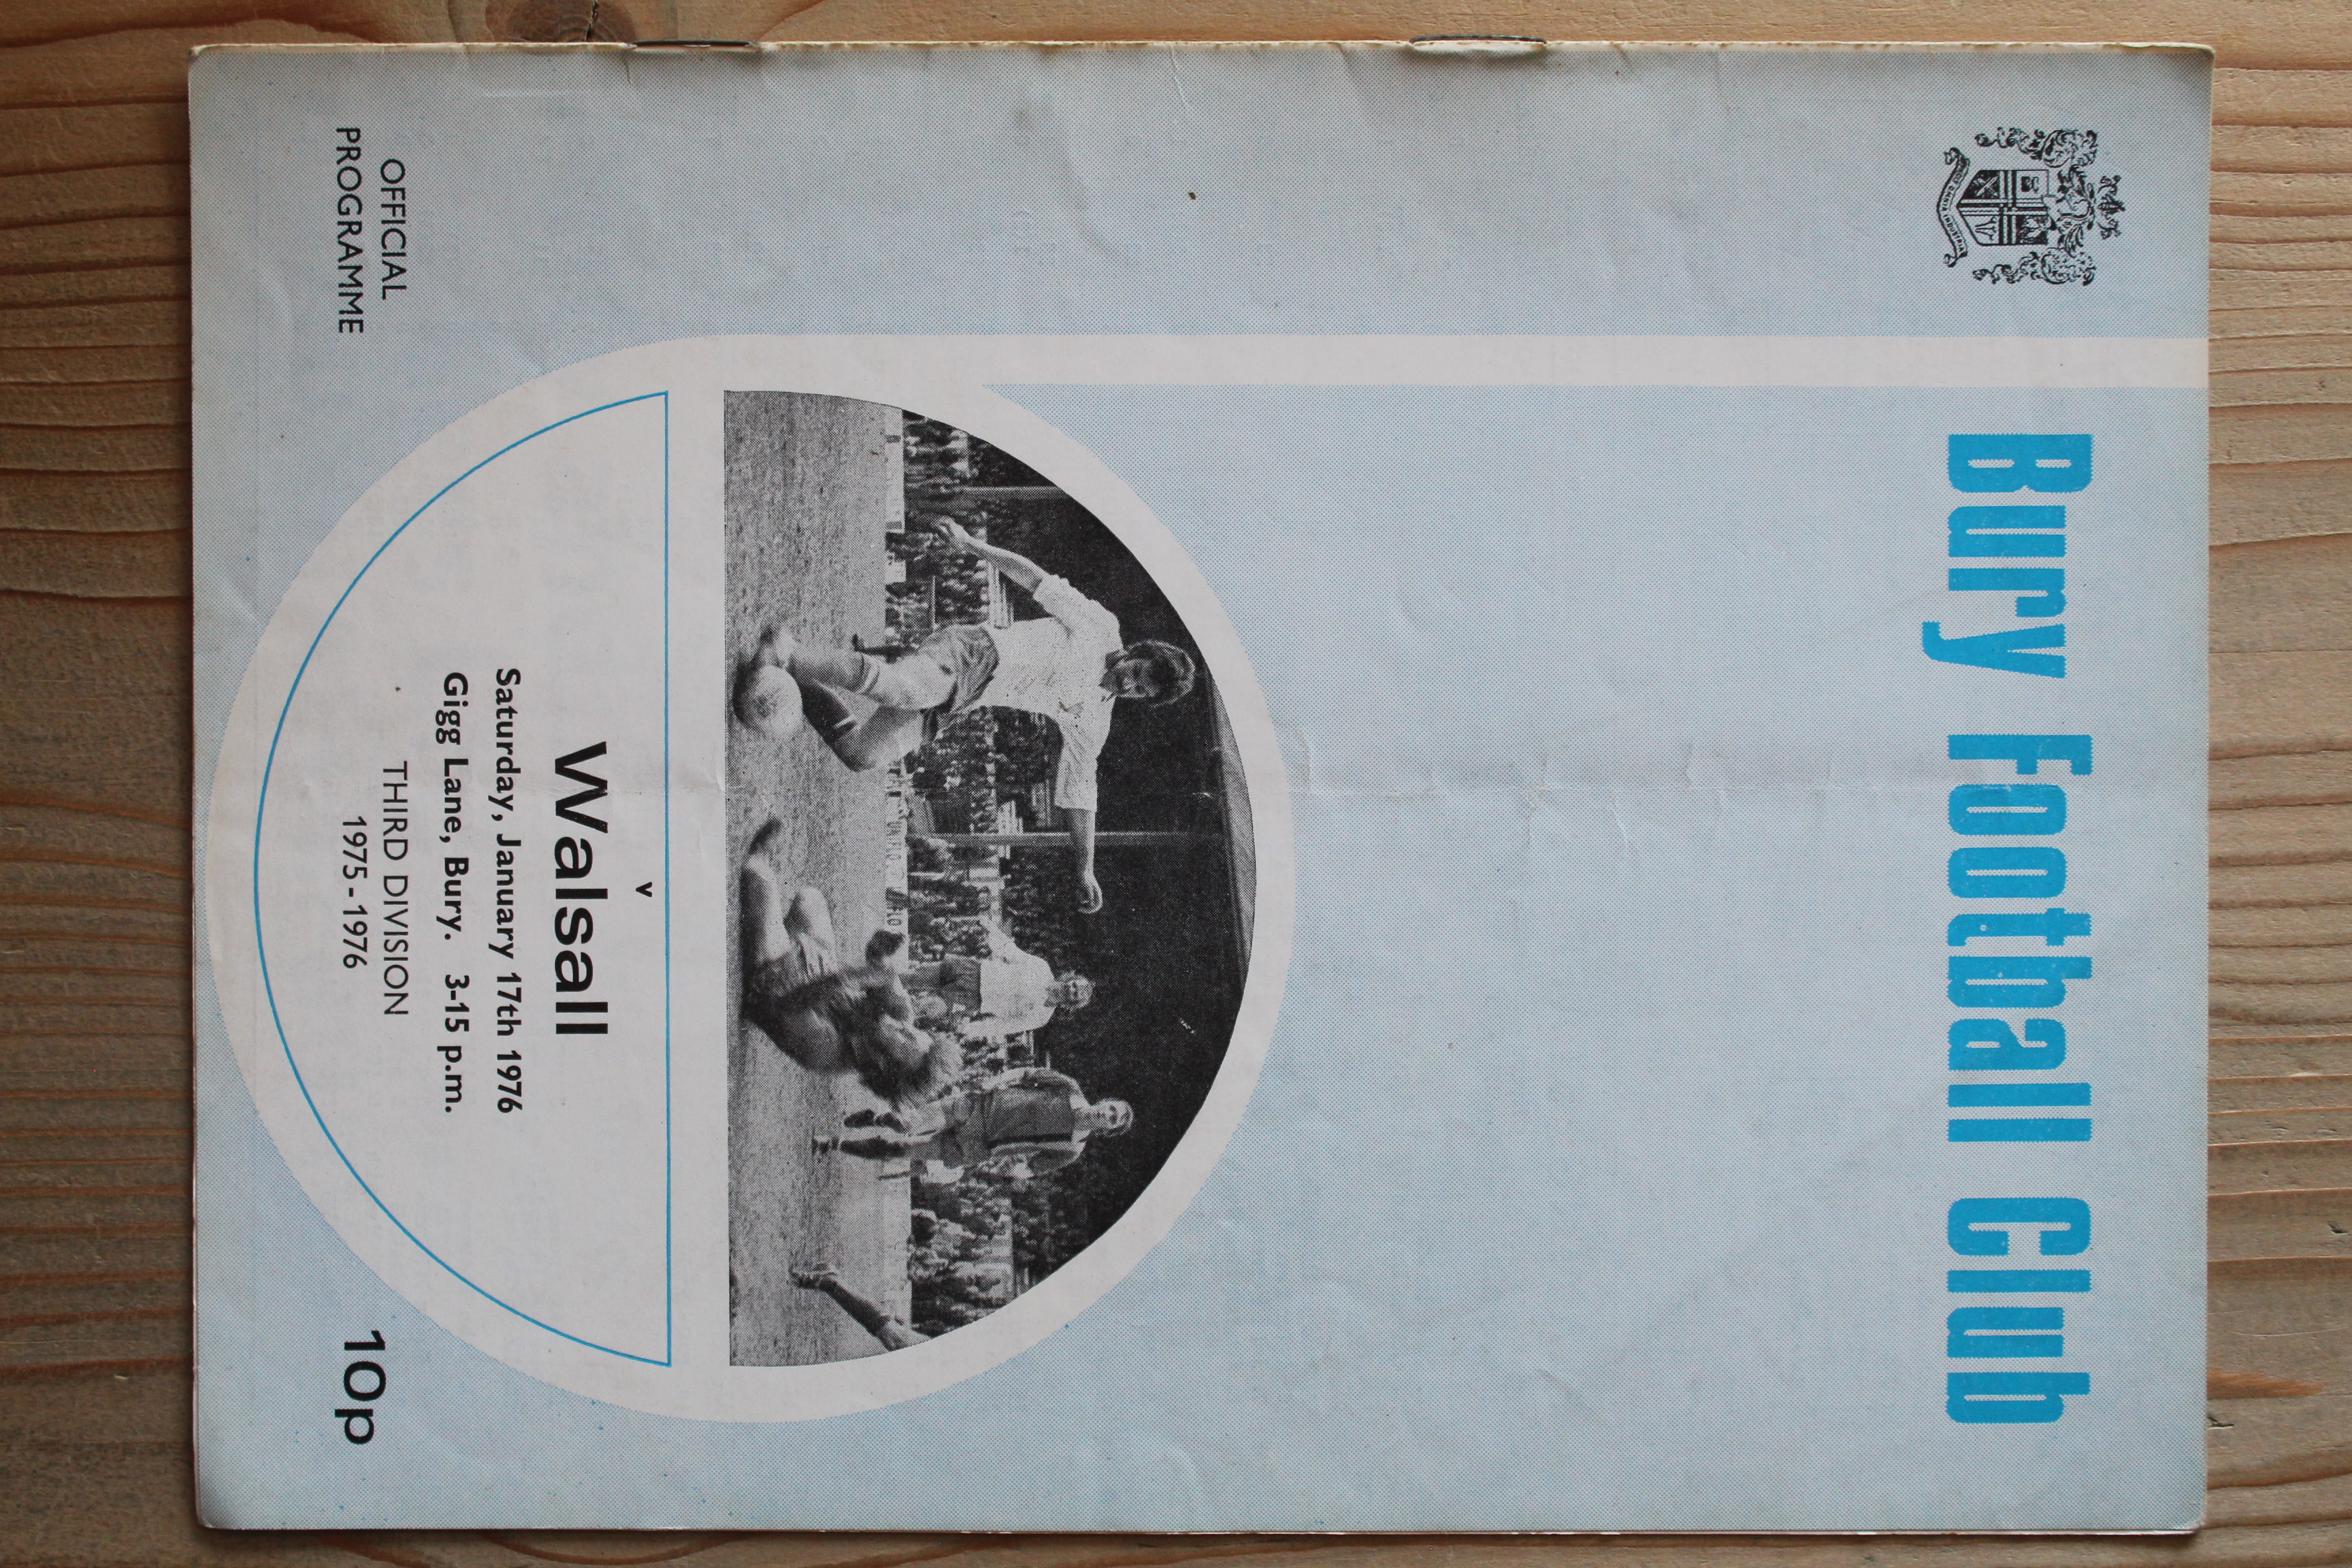 Bury Football Club
v
Walsall
Saturday, January 17th 1976
Gigg Lane, Bury. 3-15 p.m.
THIRD DIVISION
1975-1976
OFFICIAL
PROGRAMME
10p